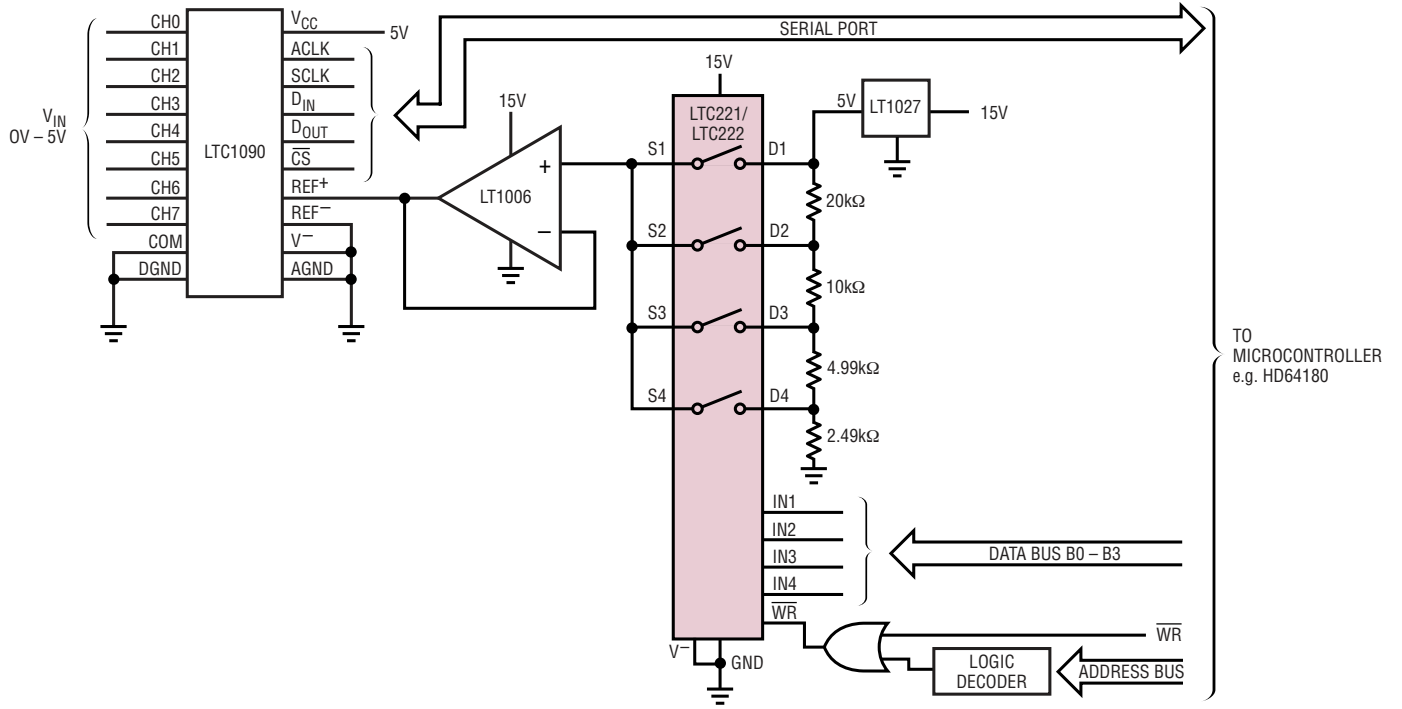 CH0
CH1
CH2
CH3
CH4
CH5
CH6
CH7
COM
DGND
VIN
0V – 5V
LTC1090
VCC
5V
ACLK
SCLK
DIN
DOUT
CS
REF+
REF–
V–
AGND
SERIAL PORT
15V
LT1006
+
–
15V
LTC221/
LTC222
S1
D1
S2
D2
S3
D3
S4
D4
5V
LT1027
15V
20kΩ
10kΩ
4.99kΩ
2.49kΩ
IN1
IN2
IN3
IN4
WR
DATA BUS B0 – B3
WR
V–
GND
LOGIC
DECODER
ADDRESS BUS
TO
MICROCONTROLLER
e.g. HD64180